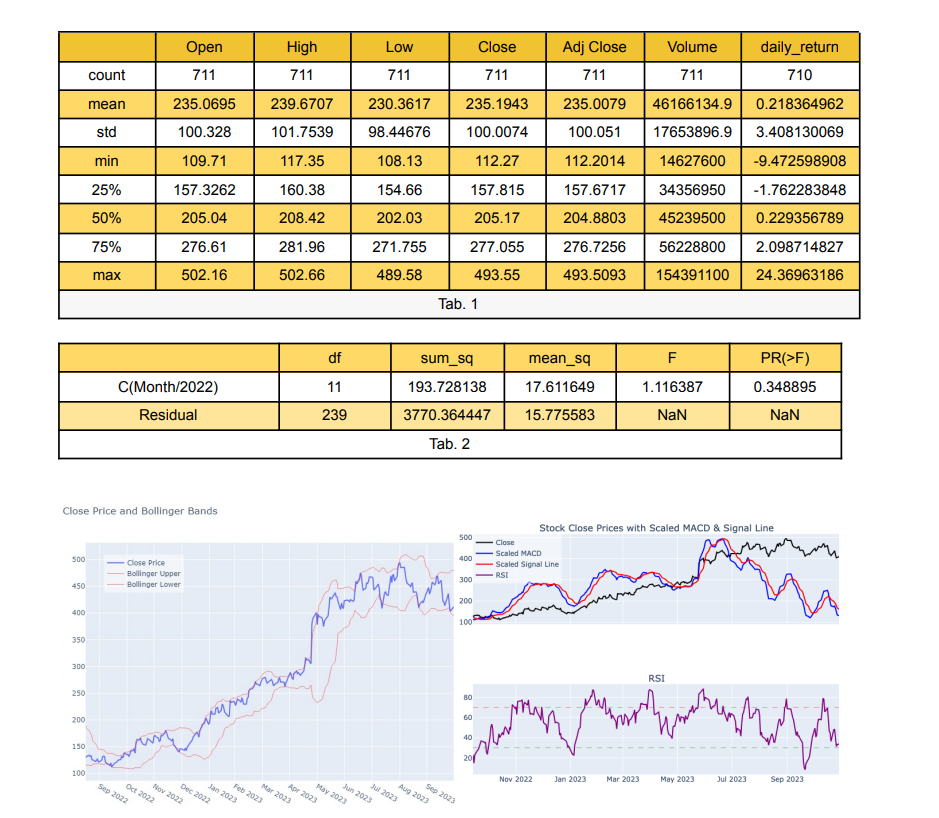 Open High Low Close Adj Close Volume daily_return
count 711 711 711 711 711 711 710
mean 235.0695 239.6707 230.3617 235.1943 235.0079 46166134.9 0.218364962
std 100.328 101.7539 98.44676 100.0074 100.051 17653896.9 3.408130069
min 109.71 117.35 108.13 112.27 112.2014 14627600 -9.472598908
25% 157.3262 160.38 154.66 157.815 157.6717 34356950 -1.762283848
50% 205.04 208.42 202.03 205.17 204.8803 45239500 0.229356789
75% 276.61 281.96 271.755 277.055 276.7256 56228800 2.098714827
max 502.16 502.66 489.58 493.55 493.5093 154391100 24.36963186
Tab. 1
df sum_sq mean_sq F PR(>F)
C(Month/2022) 11 193.728138 17.611649 1.116387 0.348895
Residual 239 3770.364447 15.775583 NaN NaN
Tab. 2
Close Price and Bollinger Bands
Close Price
Bollinger Upper
Bollinger Lower
500
450
400
350
300
250
200
150
100
Sep 2022 Oct 2022 Nov 2022 Dec 2022 Jan 2023 Feb 2023 Mar 2023 Apr 2023 May 2023 Jun 2023 Jul 2023 Aug 2023 Sep 2023
Stock Close Prices with Scaled MACD & Signal Line
Close
Scaled MACD
Scaled Signal Line
RSI
500
400
300
200
100
RSI
80
60
40
20
Nov 2022 Jan 2023 Mar 2023 May 2023 Jul 2023 Sep 2023